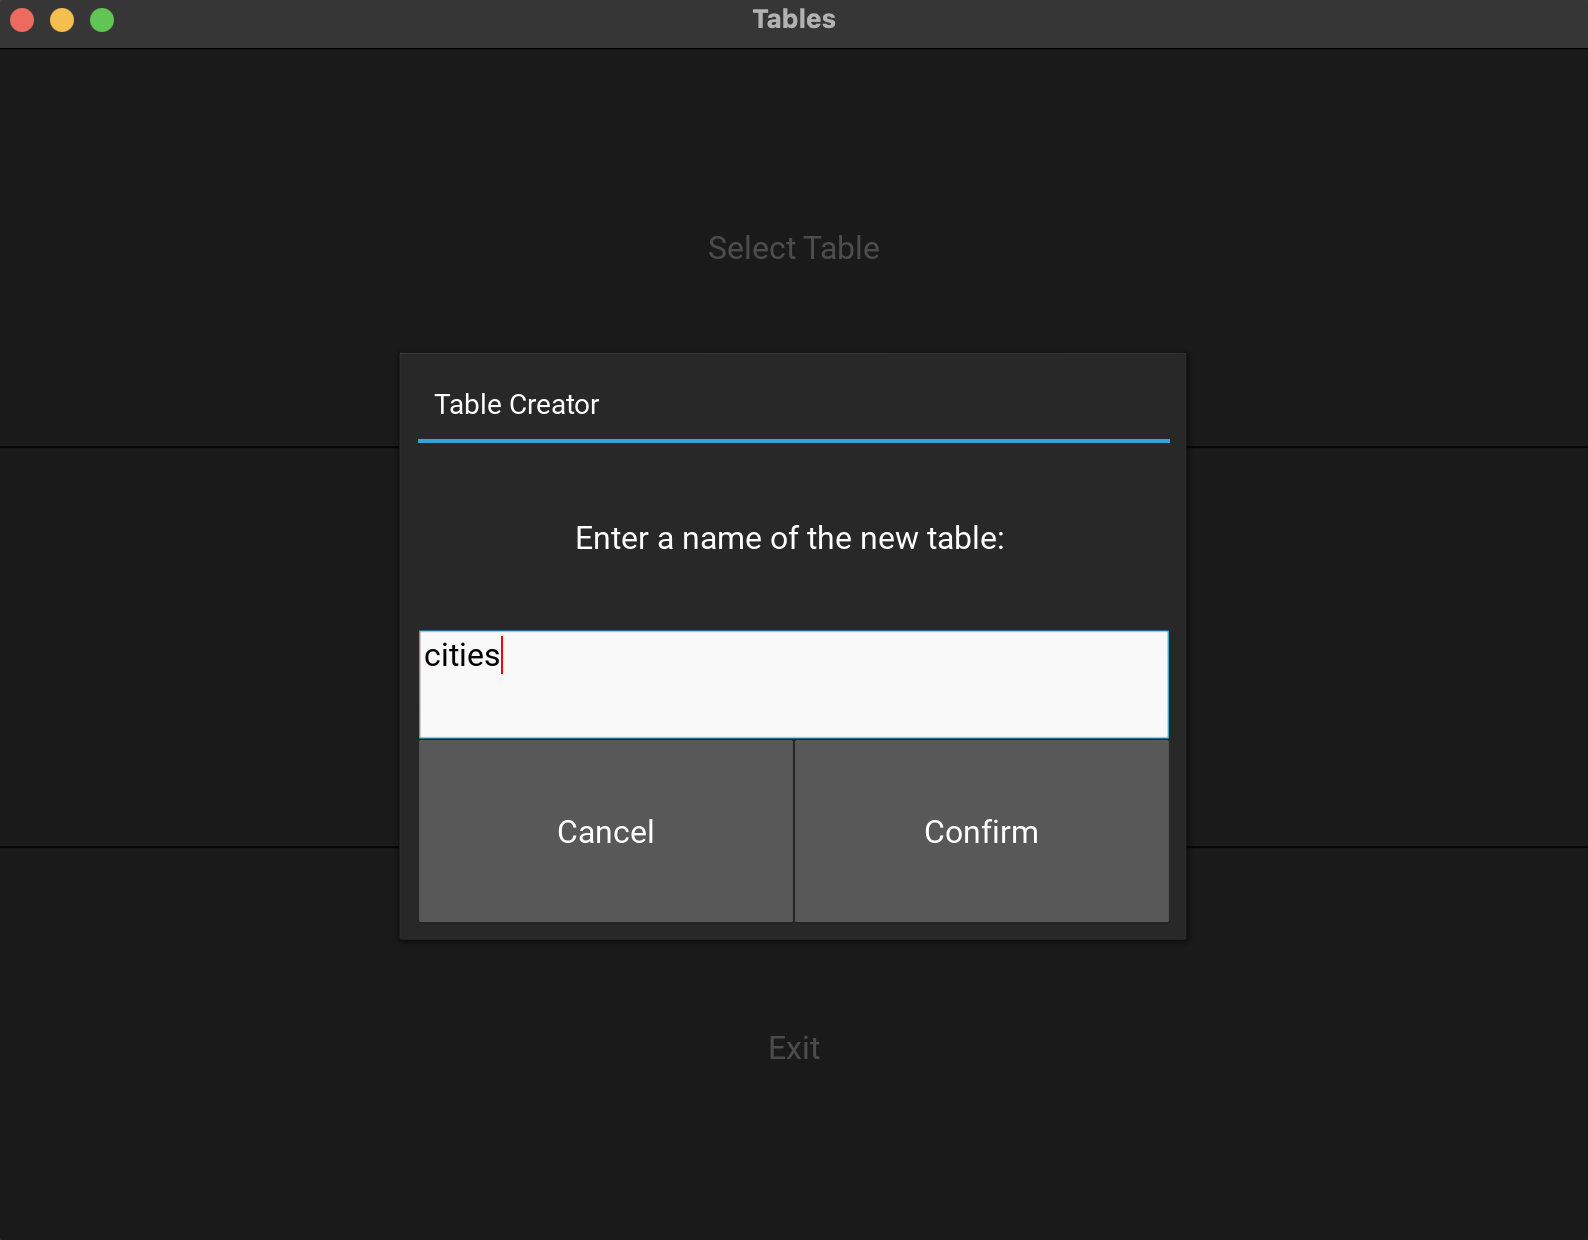 Tables
Select Table
Table Creator
Enter a name of the new table:
cities
Cancel
Confirm
Exit